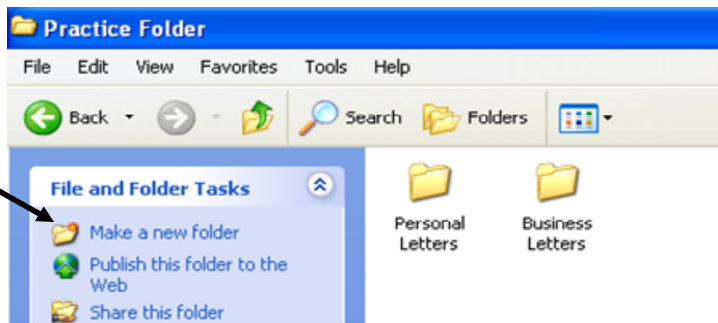 Practice Folder
File Edit View Favorites Tools Help
Back Search Folders
File and Folder Tasks
Make a new folder
Publish this folder to the
Web
Share this folder
Personal
Letters
Business
Letters